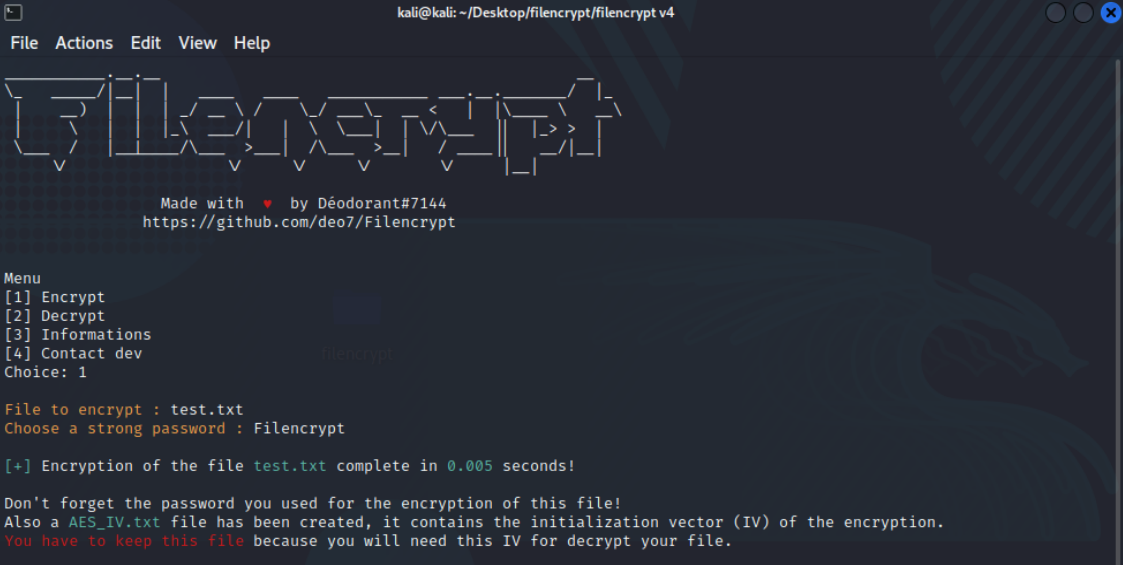 kali@kali: ~/Desktop/filencrypt/filencrypt v4
File Actions Edit View Help
Filencrypt
Made with ♥ by Déodorant#7144
https://github.com/deo7/Filencrypt
Menu
[1] Encrypt
[2] Decrypt
[3] Informations
[4] Contact dev
filencrypt
Choice: 1
File to encrypt : test.txt
Choose a strong password : Filencrypt
[+] Encryption of the file test.txt complete in 0.005 seconds!
Don't forget the password you used for the encryption of this file!
Also a AES_IV.txt file has been created, it contains the initialization vector (IV) of the encryption.
You have to keep this file because you will need this IV for decrypt your file.